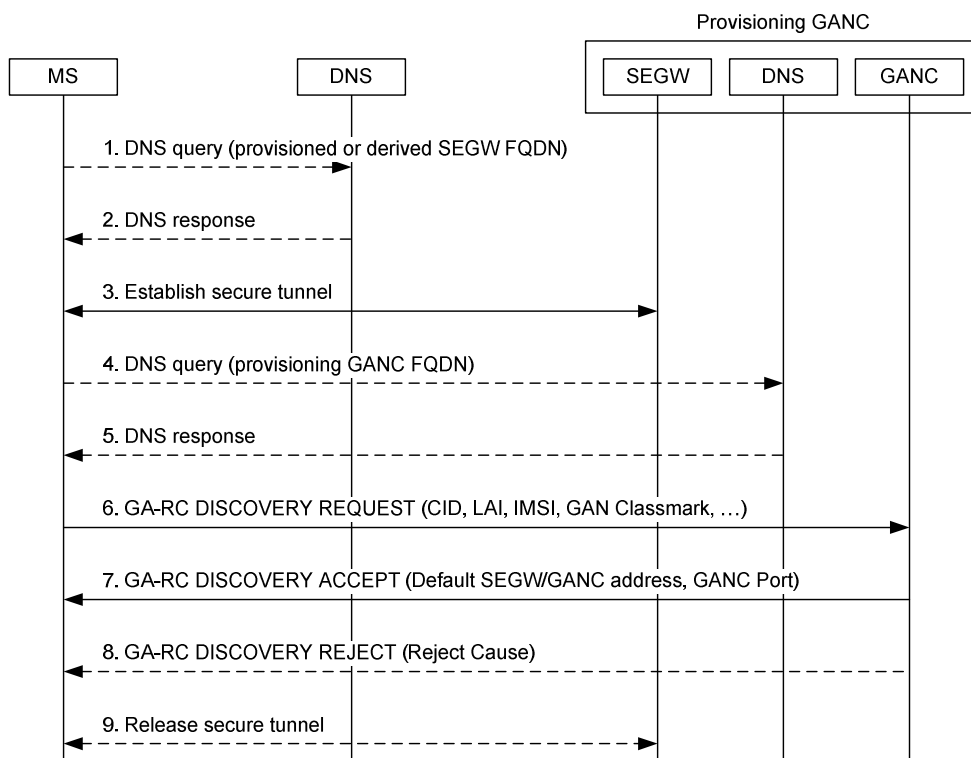 Provisioning GANC
MS
DNS
SEGW
DNS
GANC
1. DNS query (provisioned or derived SEGW FQDN)
2. DNS response
3. Establish secure tunnel
4. DNS query (provisioning GANC FQDN)
5. DNS response
6. GA-RC DISCOVERY REQUEST (CID, LAI, IMSI, GAN Classmark, …)
7. GA-RC DISCOVERY ACCEPT (Default SEGW/GANC address, GANC Port)
8. GA-RC DISCOVERY REJECT (Reject Cause)
9. Release secure tunnel